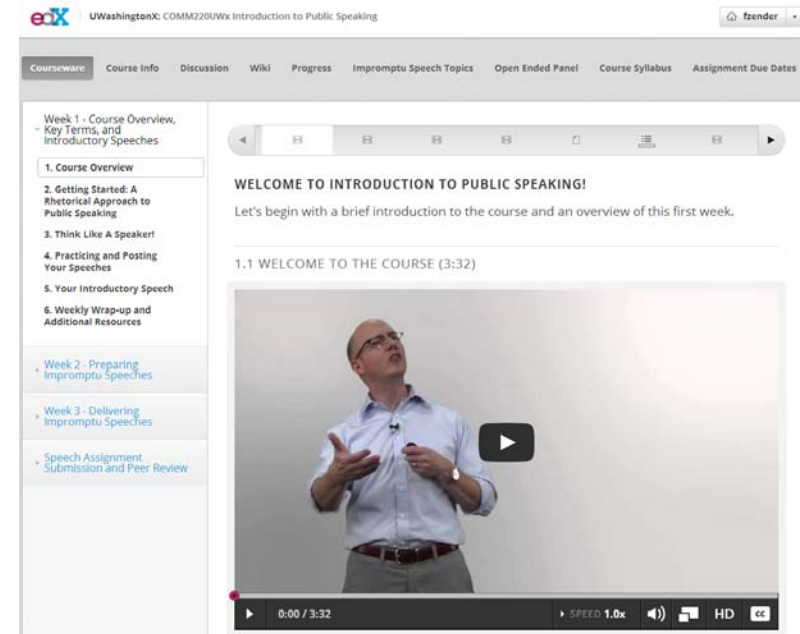 edX
UWashingtonX: COMM220UWx Introduction to Public Speaking
fzender
Courseware
Course Info
Discussion
Wiki
Progress
Impromptu Speech Topics
Open Ended Panel
Course Syllabus
Assignment Due Dates
Week 1 - Course Overview,
Key Terms, and
Introductory Speeches
1. Course Overview
2. Getting Started: A
Rhetorical Approach to
Public Speaking
3. Think Like A Speaker!
4. Practicing and Posting
Your Speeches
5. Your Introductory Speech
6. Weekly Wrap-up and
Additional Resources
Week 2 - Preparing
Impromptu Speeches
Week 3 - Delivering
Impromptu Speeches
Speech Assignment
Submission and Peer Review
WELCOME TO INTRODUCTION TO PUBLIC SPEAKING!
Let's begin with a brief introduction to the course and an overview of this first week.
1.1 WELCOME TO THE COURSE (3:32)
0:00 / 3:32
SPEED 1.0x
HD
CC